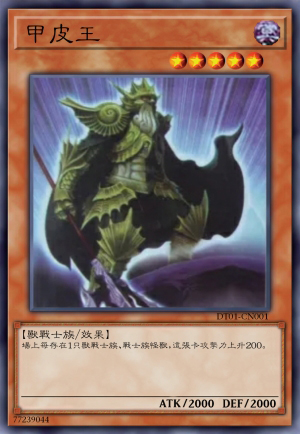 甲皮王
DT01-CN001
【獸戰士族/效果】
場上每存在1只獸戰士族、戰士族怪獸,這張卡攻擊力上升200。
ATK/2000 DEF/2000
77239044